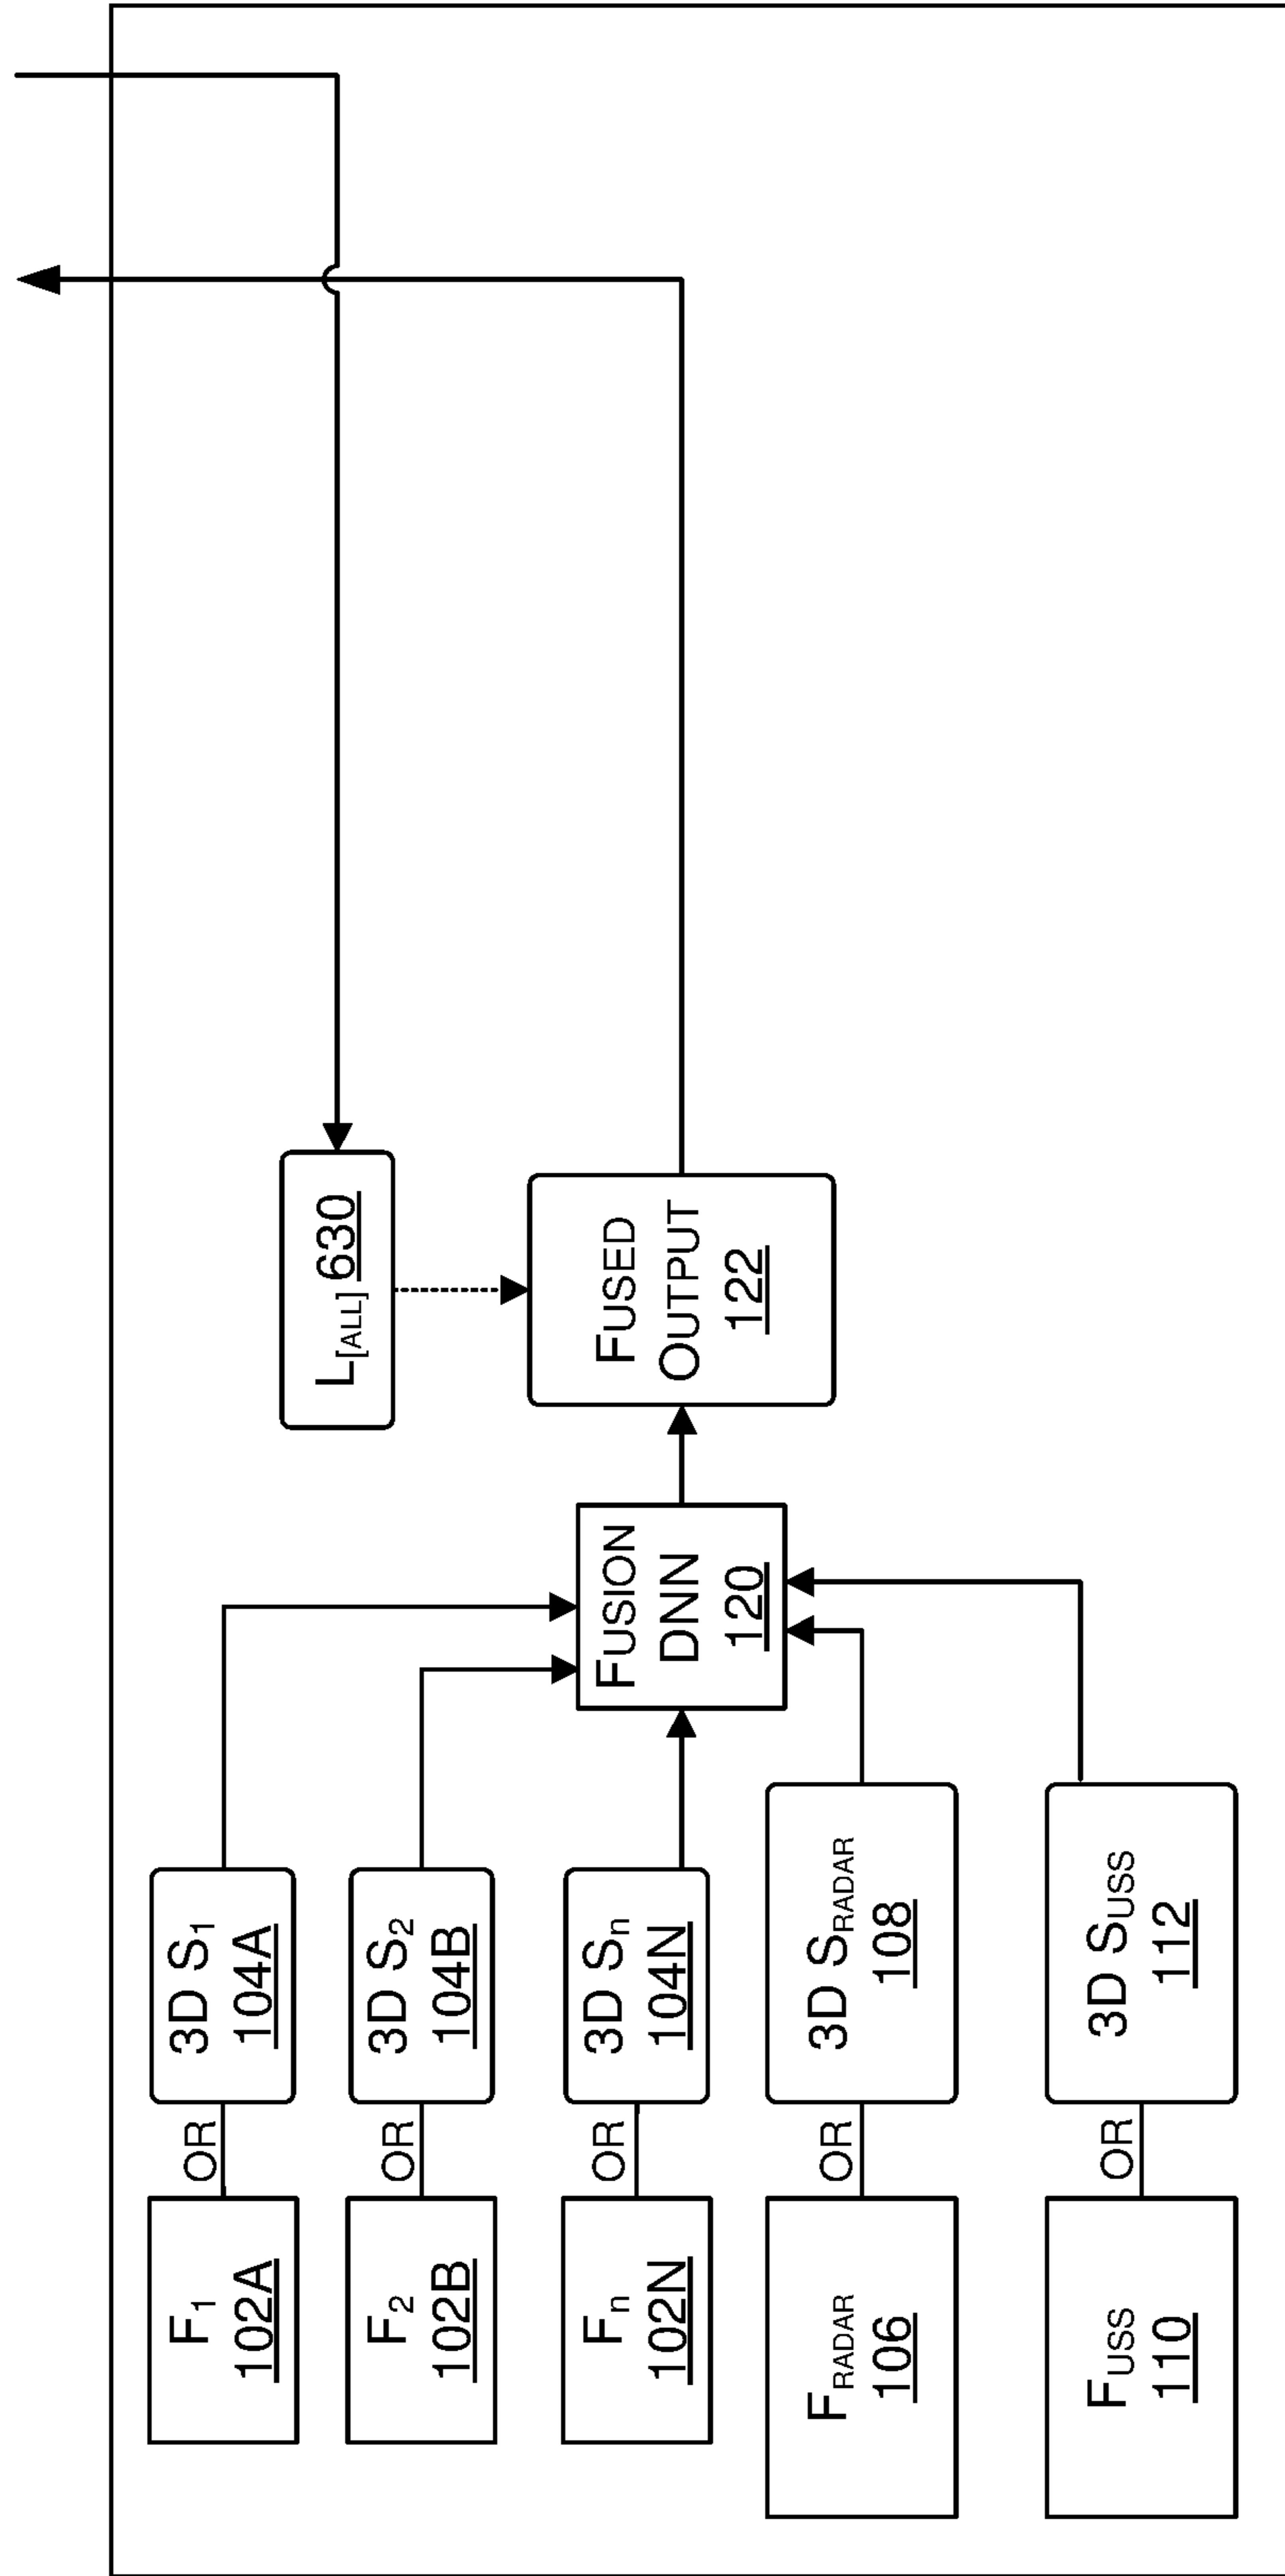 F1
102A
OR
3D S1
104A
F2
102B
OR
3D S2
104B
Fn
102N
OR
3D Sn
104N
FRADAR
106
OR
3D SRADAR
108
FUSS
110
OR
3D SUSS
112
FUSION
DNN
120
L[ALL] 630
FUSED
OUTPUT
122